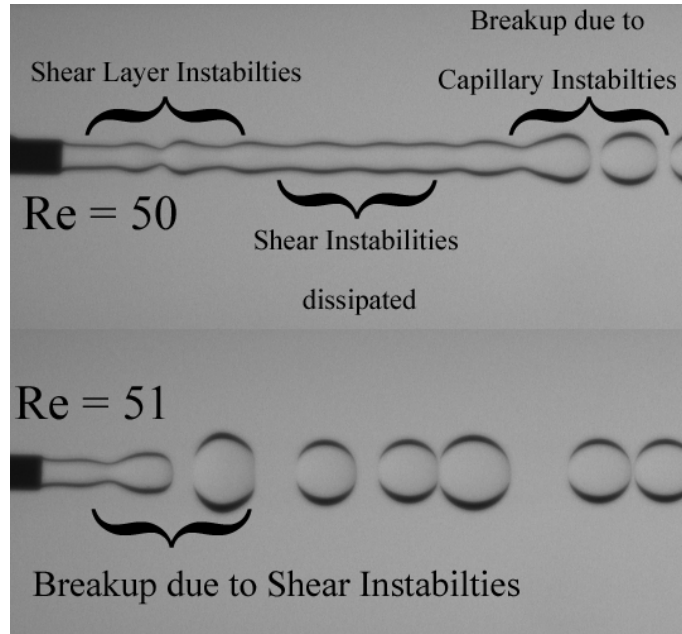 Breakup due to
Shear Layer Instabilties
Capillary Instabilties
Re = 50
Shear Instabilities
dissipated
Re = 51
Breakup due to Shear Instabilties